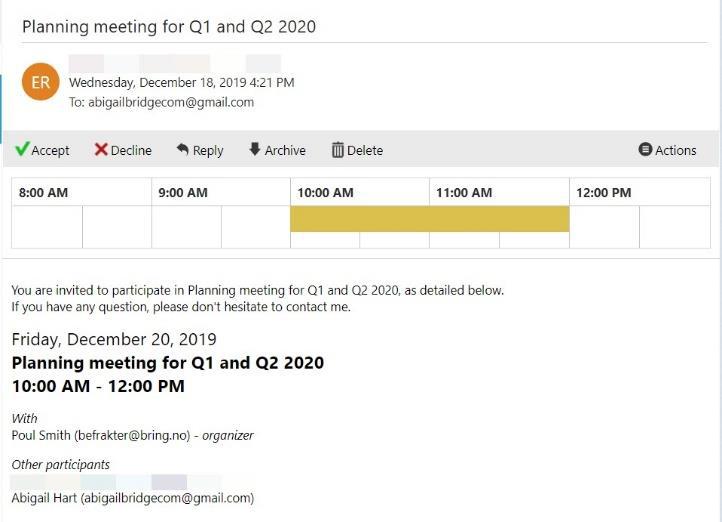 Planning meeting for Q1 and Q2 2020
ER
Wednesday, December 18, 2019 4:21 PM
To: abigailbridgecom@gmail.com
Accept Decline Reply Archive Delete Actions
8:00 AM 9:00 AM 10:00 AM 11:00 AM 12:00 PM
You are invited to participate in Planning meeting for Q1 and Q2 2020, as detailed below.
If you have any question, please don't hesitate to contact me.
Friday, December 20, 2019
Planning meeting for Q1 and Q2 2020
10:00 AM - 12:00 PM
With
Poul Smith (befrakter@bring.no) - organizer
Other participants
Abigail Hart (abigailbridgecom@gmail.com)